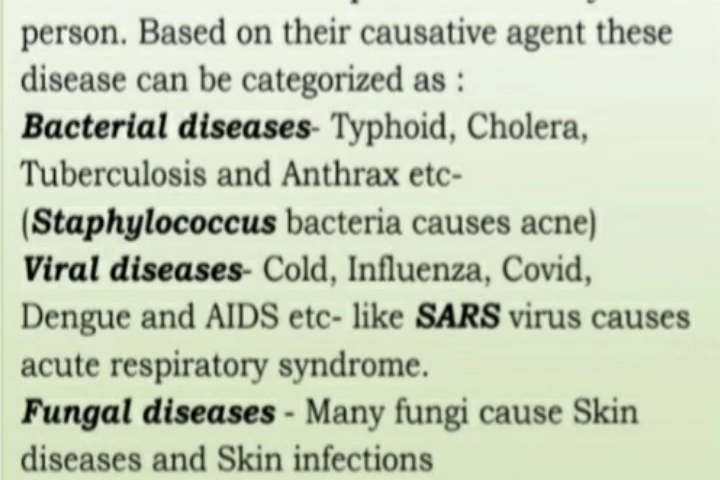 person. Based on their causative agent these
disease can be categorized as :
Bacterial diseases- Typhoid, Cholera,
Tuberculosis and Anthrax etc-
(Staphylococcus bacteria causes acne)
Viral diseases- Cold, Influenza, Covid,
Dengue and AIDS etc- like SARS virus causes
acute respiratory syndrome.
Fungal diseases - Many fungi cause Skin
diseases and Skin infections